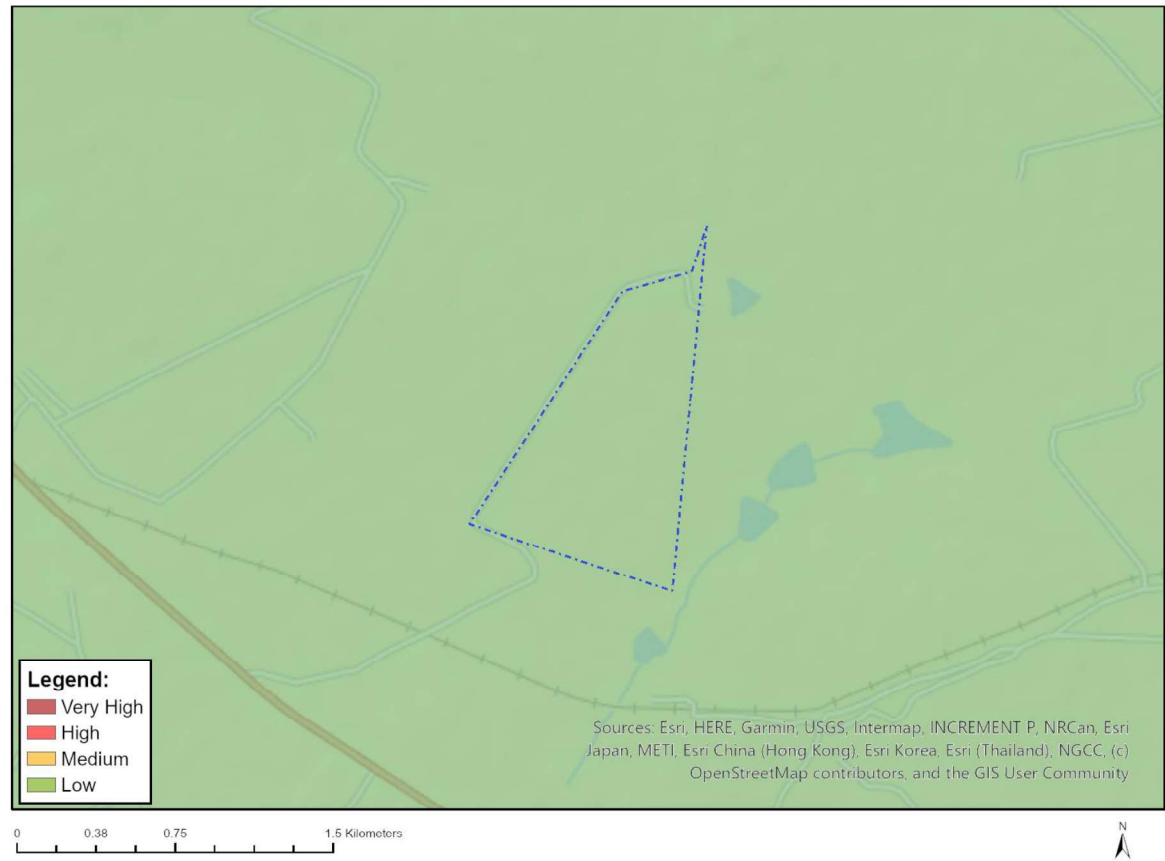 Legend:
Very High
High
Medium
Low
Sources: Esri, HERE, Garmin, USGS, Intermap, INCREMENT P, NRCan, Esri
Japan, METI, Esri China (Hong Kong), Esri Korea, Esri (Thailand), NGCC, (c)
OpenStreetMap contributors, and the GIS User Community
0 0.38 0.75 1.5 Kilometers
N